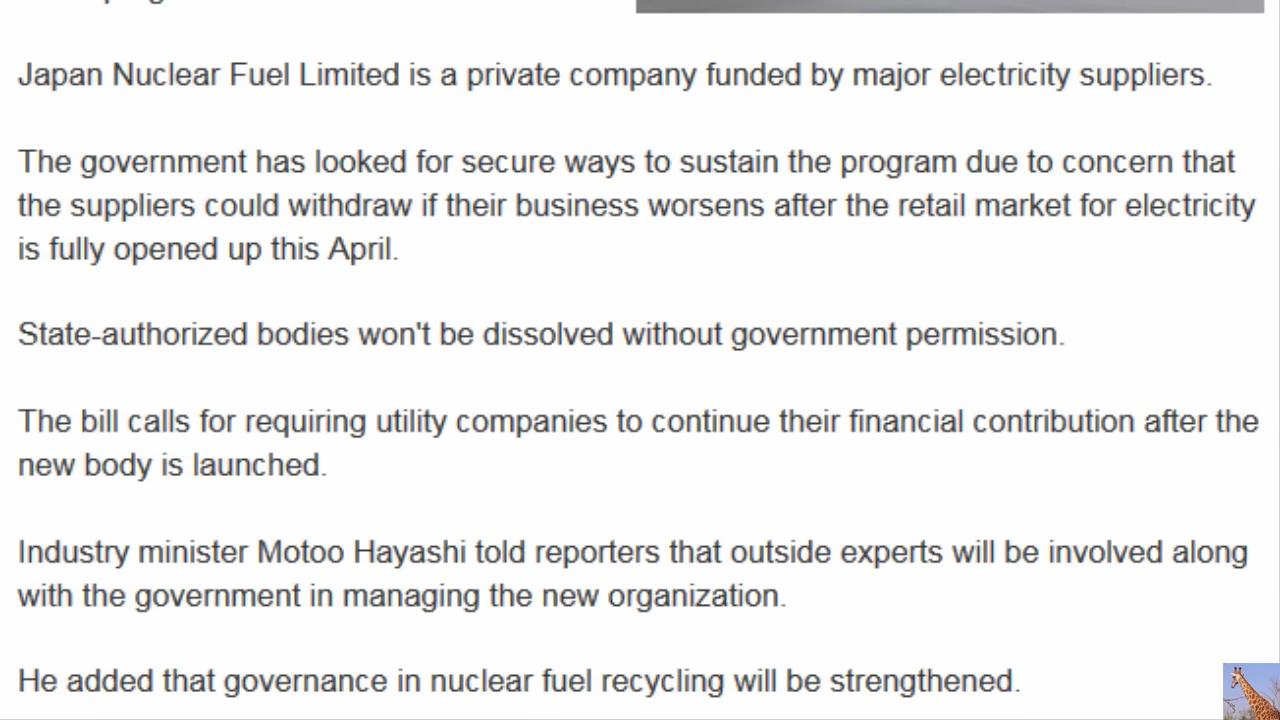 Japan Nuclear Fuel Limited is a private company funded by major electricity suppliers.
The government has looked for secure ways to sustain the program due to concern that
the suppliers could withdraw if their business worsens after the retail market for electricity
is fully opened up this April.
State-authorized bodies won't be dissolved without government permission.
The bill calls for requiring utility companies to continue their financial contribution after the
new body is launched.
Industry minister Motoo Hayashi told reporters that outside experts will be involved along
with the government in managing the new organization.
He added that governance in nuclear fuel recycling will be strengthened.